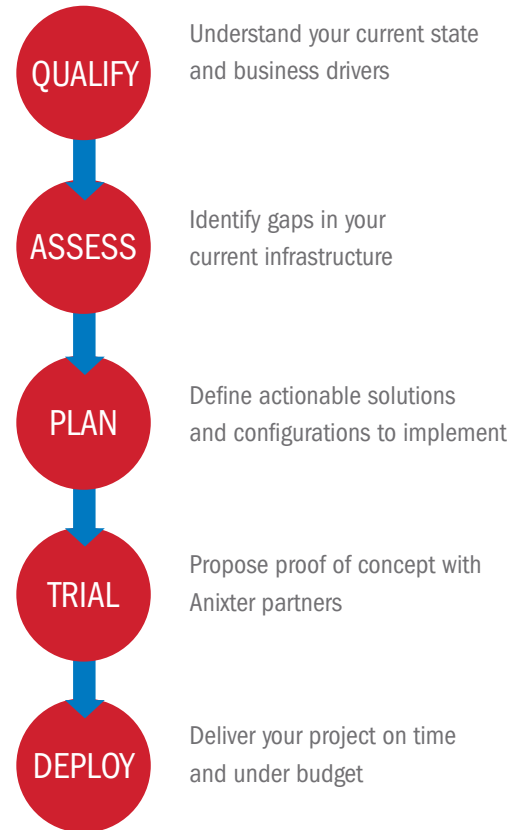 QUALIFY
Understand your current state
and business drivers
ASSESS
Identify gaps in your
current infrastructure
PLAN
Define actionable solutions
and configurations to implement
TRIAL
Propose proof of concept with
Anixter partners
DEPLOY
Deliver your project on time
and under budget